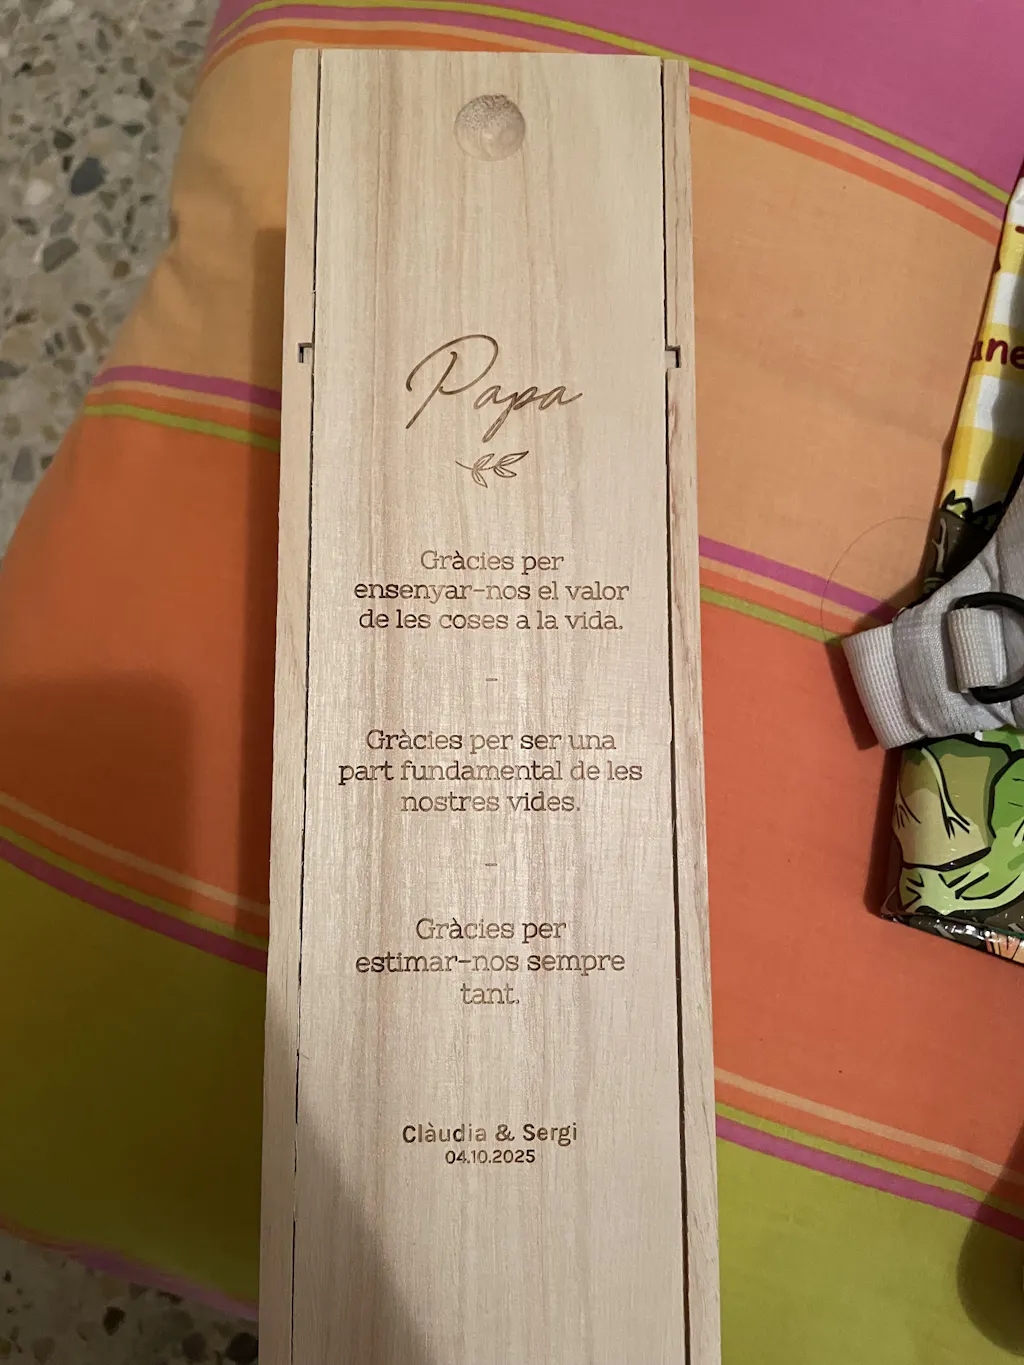 Papa
Gràcies per
ensenyar-nos el valor
de les coses a la vida.
-
Gràcies per ser una
part fundamental de les
nostres vides.
-
Gràcies per
estimar-nos sempre
tant.
Clàudia & Sergi
04.10.2025